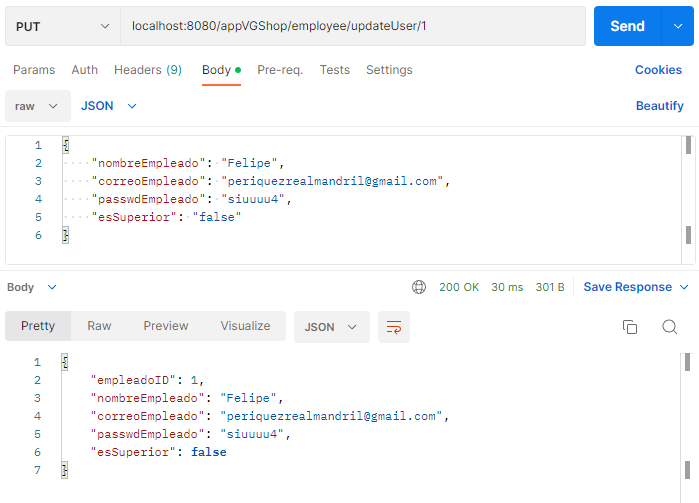 PUT localhost:8080/appVGShop/employee/updateUser/1 Send
Params Auth Headers (9) Body Pre-req. Tests Settings Cookies
raw JSON Beautify
1 {
2 "nombreEmpleado": "Felipe",
3 "correoEmpleado": "periquezrealmandril@gmail.com",
4 "passwdEmpleado": "siuuuu4",
5 "esSuperior": "false"
6 }
Body 200 OK 30 ms 301 B Save Response
Pretty Raw Preview Visualize JSON
1 {
2 "empleadoID": 1,
3 "nombreEmpleado": "Felipe",
4 "correoEmpleado": "periquezrealmandril@gmail.com",
5 "passwdEmpleado": "siuuuu4",
6 "esSuperior": false
7 }